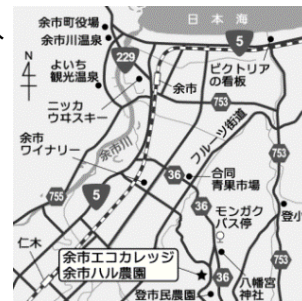 余市町役場
余市川温泉
日本海
5
N
229
よいち
観光温泉
ビクトリア
の看板
ニッカ
ウヰスキー
余市
753
余市川
フルーツ街道
余市
ワイナリー
753
36
合同
青果市場
755
5
36
モンガク
バス停
753
登小
仁木
余市エコカレッジ
余市ハル農園
八幡宮
神社
36
登市民農園